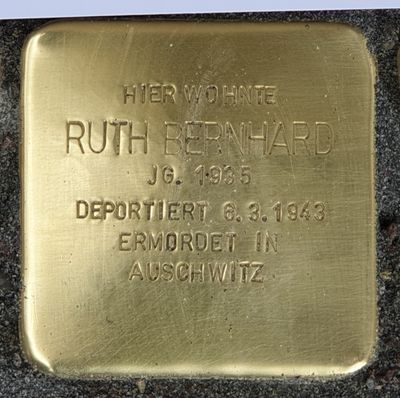 HIER WOHNTE
RUTH BERNHARD
JG. 1935
DEPORTIERT 6.3.1943
ERMORDET IN
AUSCHWITZ